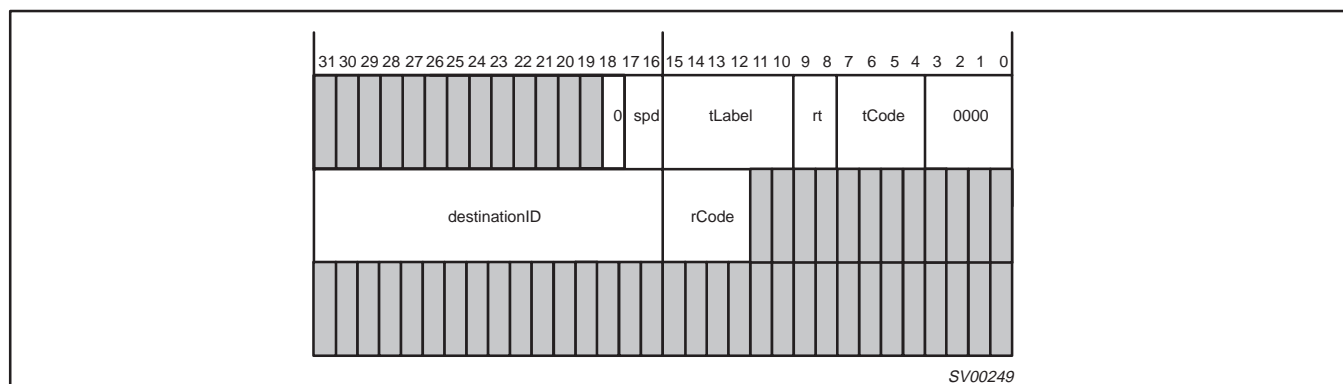 31 30 29 28 27 26 25 24 23 22 21 20 19 18 17 16 15 14 13 12 11 10 9 8 7 6 5 4 3 2 1 0
0 spd tLabel rt tCode 0000
destinationID rCode
SV00249